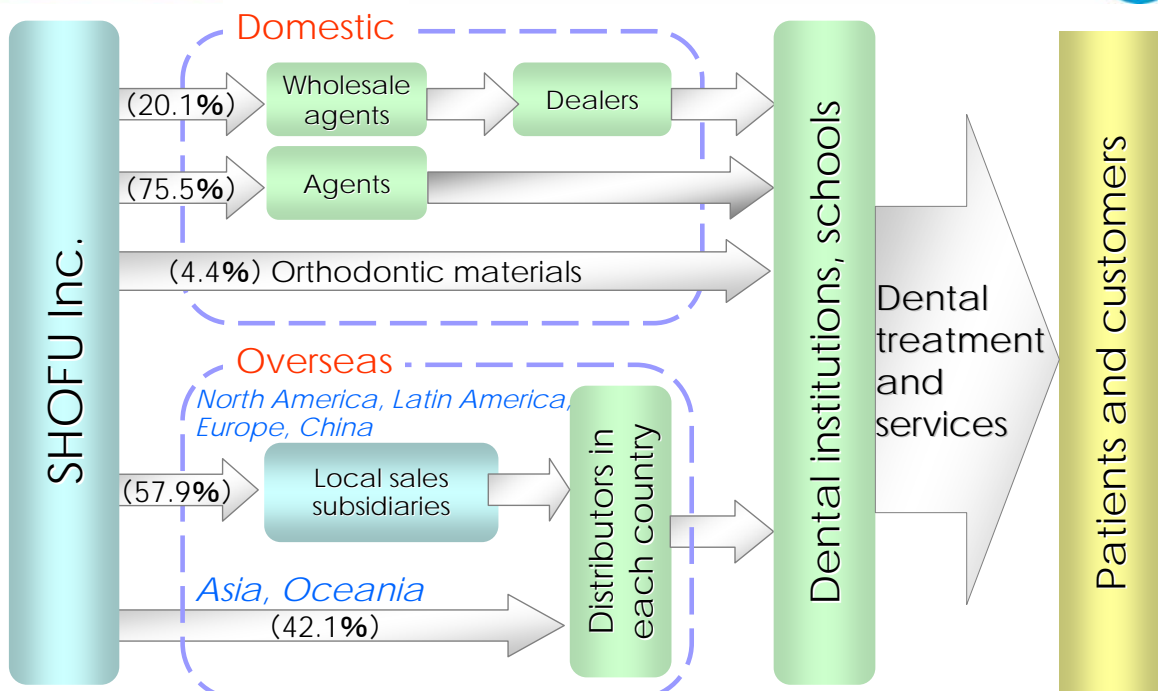 SHOFU Inc.
Domestic
(20.1%)
Wholesale
agents
Dealers
(75.5%)
Agents
(4.4%) Orthodontic materials
Overseas
North America, Latin America,
Europe, China
(57.9%)
Local sales
subsidiaries
Asia, Oceania
(42.1%)
Distributors in
each country
Dental institutions, schools
Dental
treatment
and
services
Patients and customers